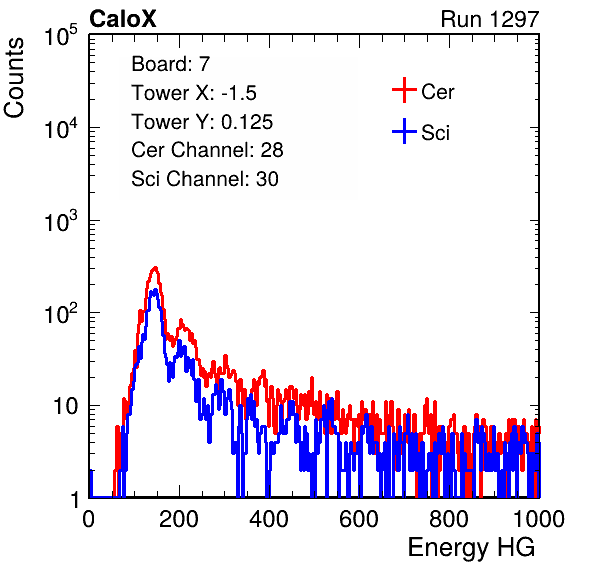 CaloX Run 1297
Counts
Board: 7
Tower X: -1.5
Tower Y: 0.125
Cer Channel: 28
Sci Channel: 30
Cer
Sci
10^5
10^4
10^3
10^2
10
1
0 200 400 600 800 1000
Energy HG